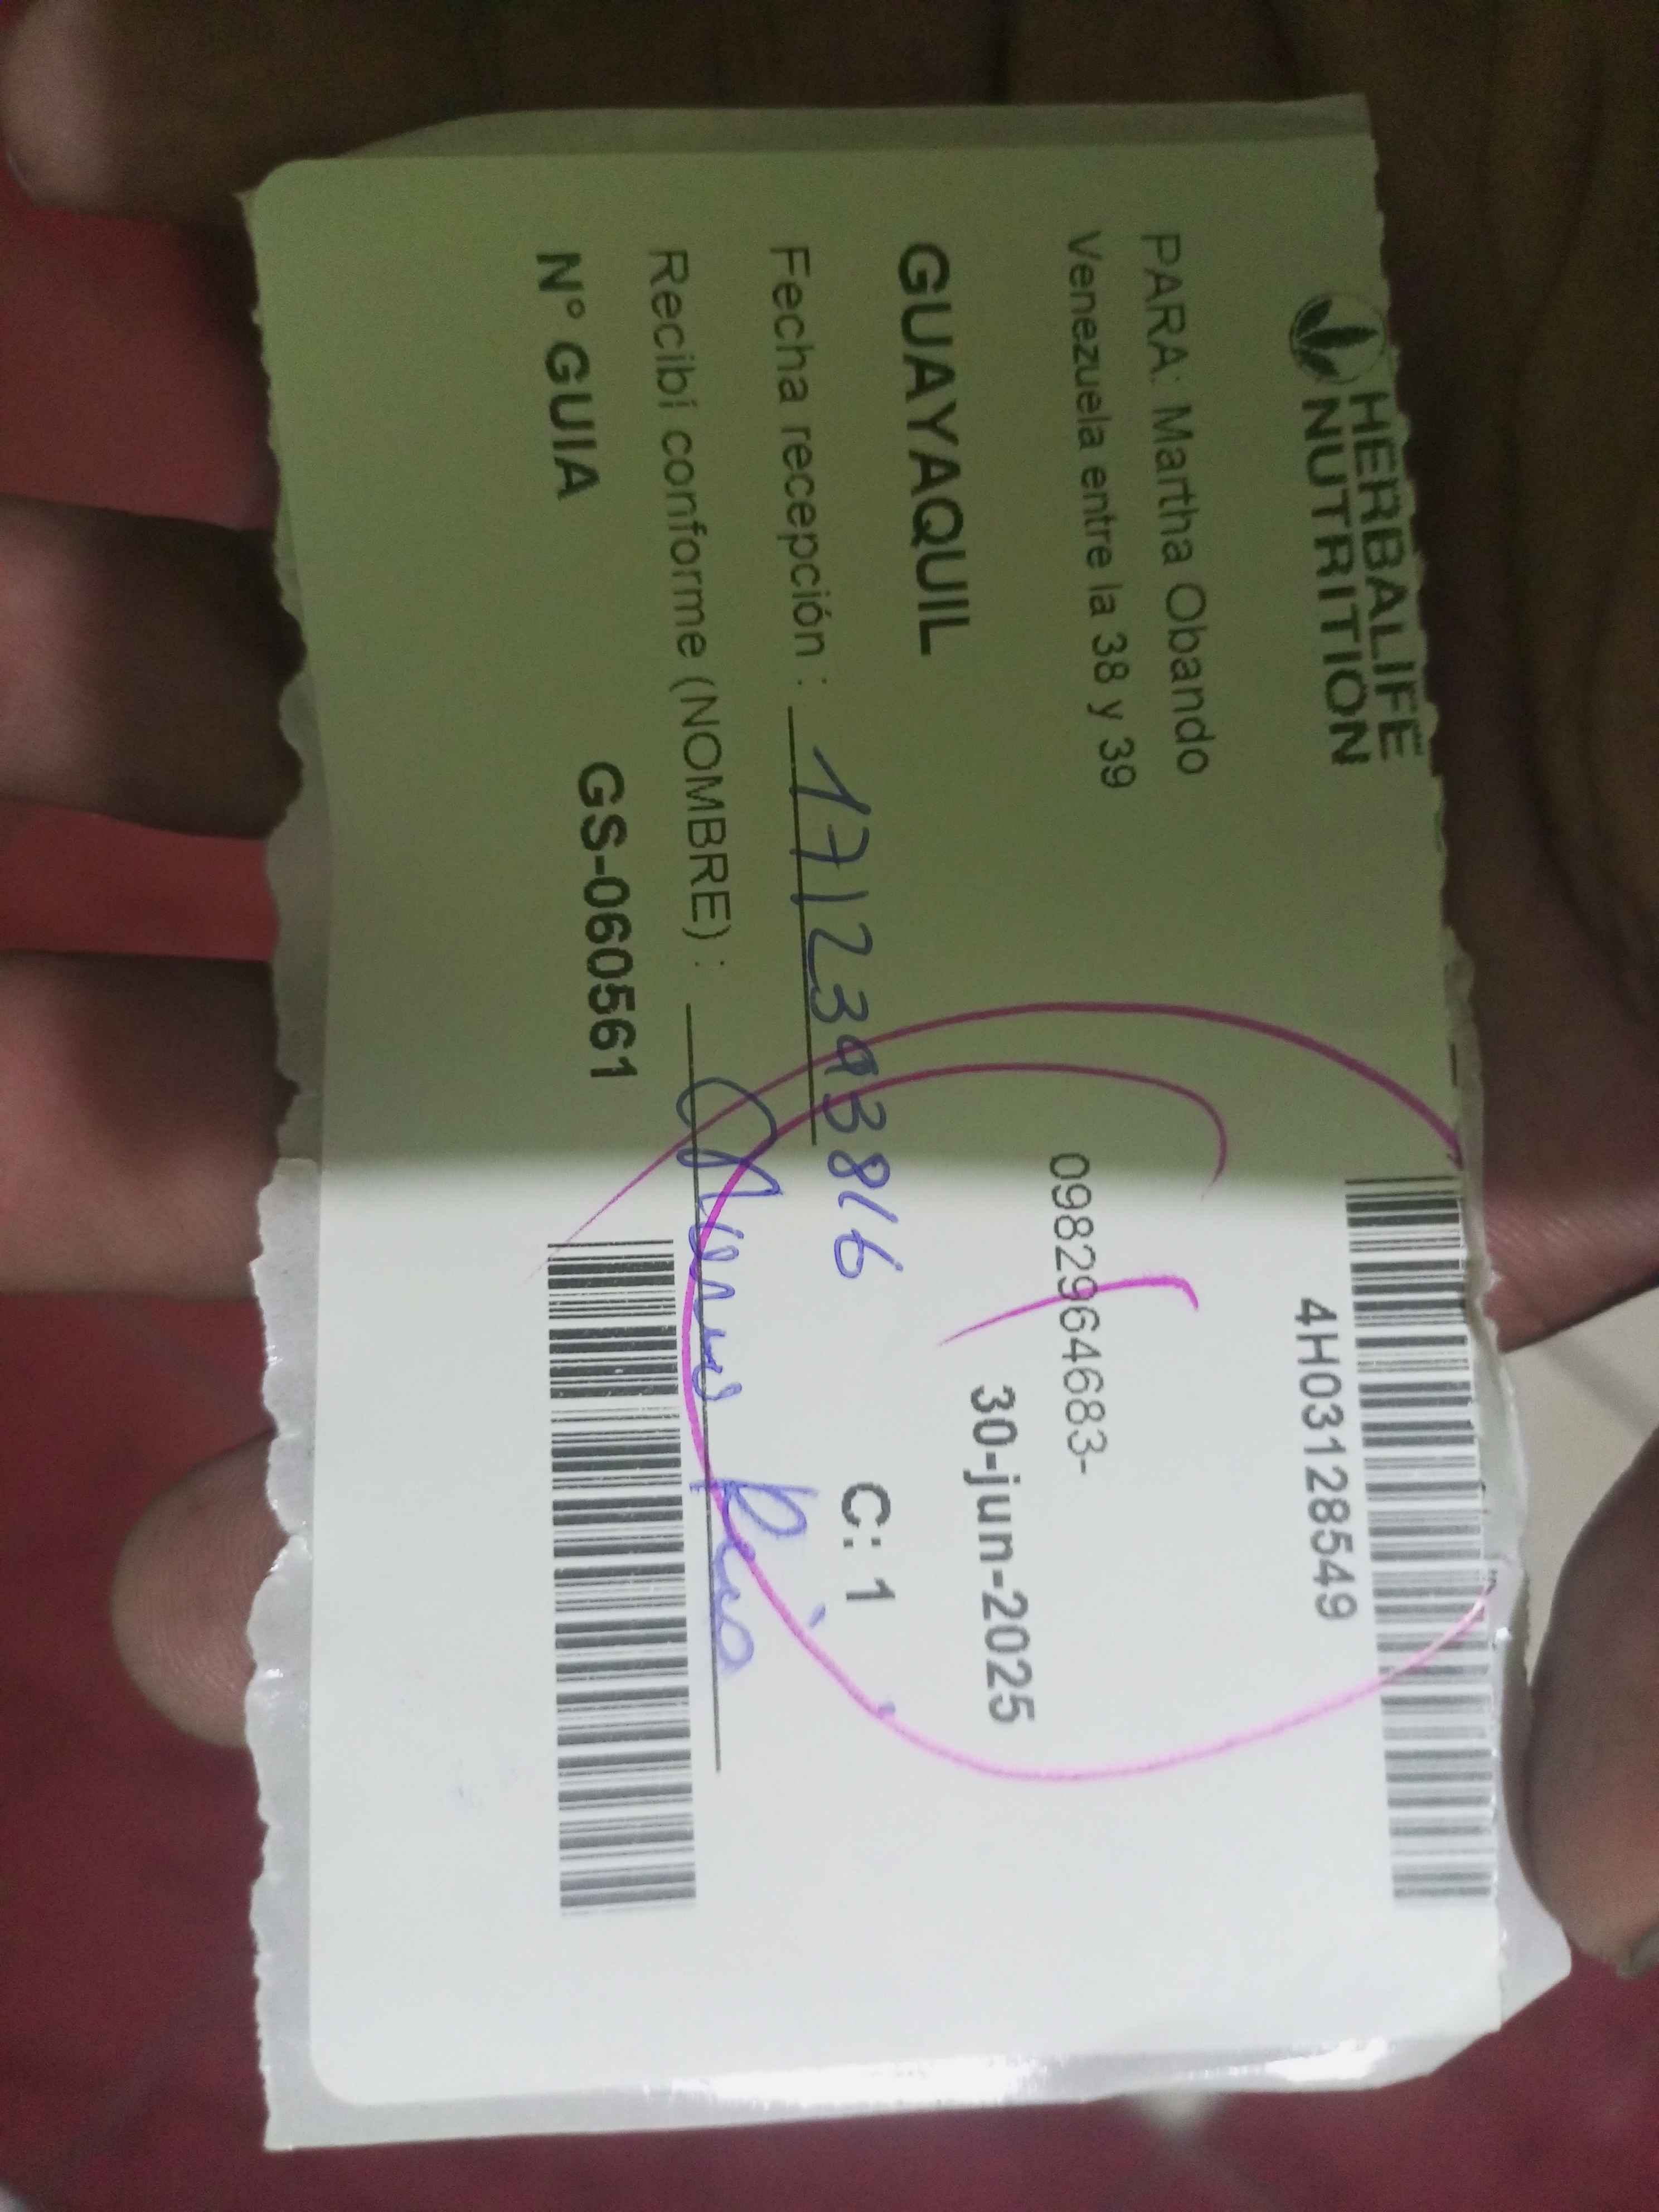 HERBALIFE
NUTRITION
4H03128549
PARA: Martha Obando
Venezuela entre la 38 y 39
0982964683-
GUAYAQUIL
30-jun-2025
Fecha recepción : 1712393816
C: 1
Recibí conforme (NOMBRE) :
N° GUIA GS-060561